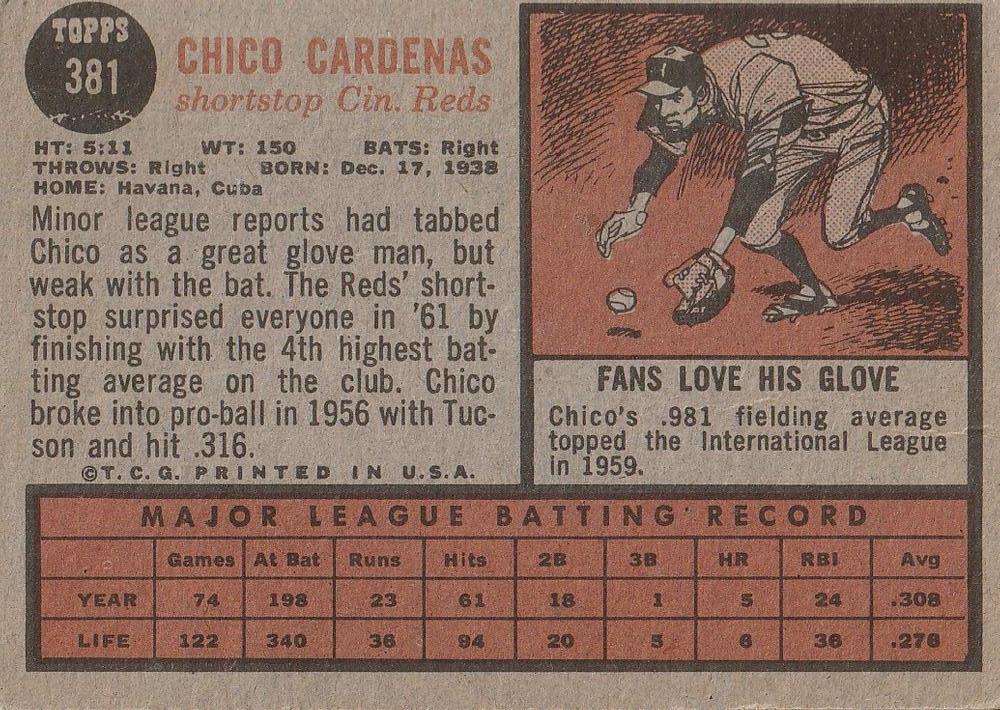 TOPPS
381
CHICO CARDENAS
shortstop Cin. Reds
HT: 5:11 WT: 150 BATS: Right
THROWS: Right BORN: Dec. 17, 1938
HOME: Havana, Cuba
Minor league reports had tabbed
Chico as a great glove man, but
weak with the bat. The Reds' short-
stop surprised everyone in '61 by
finishing with the 4th highest bat-
ting average on the club. Chico
broke into pro-ball in 1956 with Tuc-
son and hit .316.
©T.C.G. PRINTED IN U.S.A.
FANS LOVE HIS GLOVE
Chico's .981 fielding average
topped the International League
in 1959.
MAJOR LEAGUE BATTING RECORD
Games At Bat Runs Hits 2B 3B HR RBI Avg
YEAR 74 198 23 61 18 1 5 24 .308
LIFE 122 340 36 94 20 5 6 36 .276